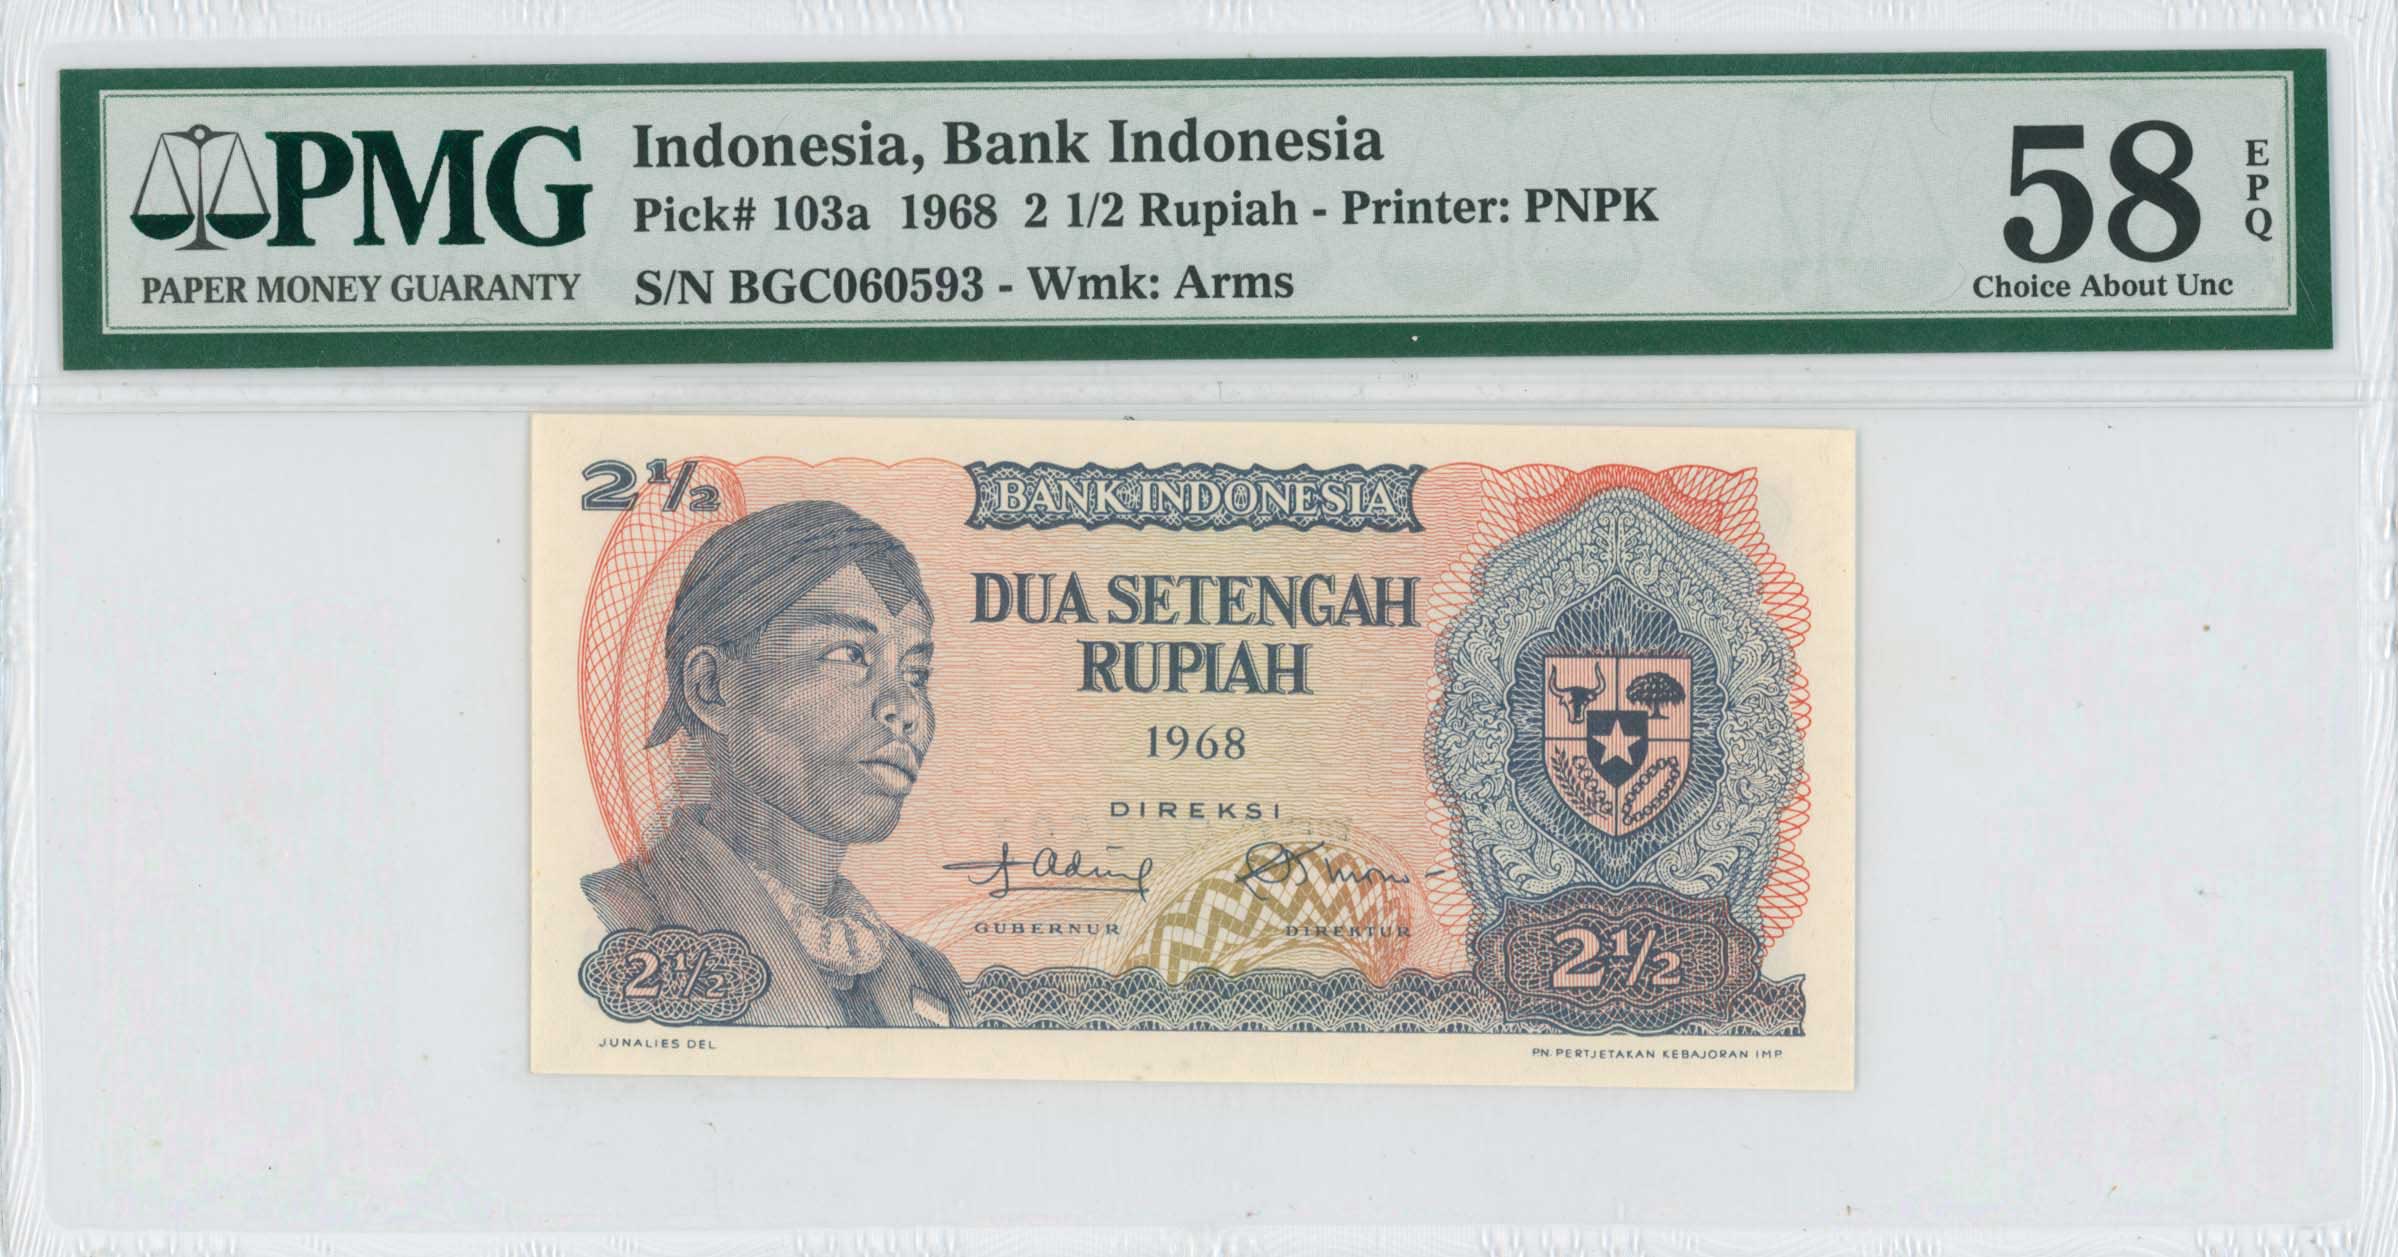 PMG
PAPER MONEY GUARANTY
Indonesia, Bank Indonesia
Pick# 103a 1968 2 1/2 Rupiah - Printer: PNPK
S/N BGC060593 - Wmk: Arms
58
EPQ
Choice About Unc
2½
BANK INDONESIA
DUA SETENGAH
RUPIAH
1968
DIREKSI
GUBERNUR DIREKTUR
2½
2½
JUNALIES DEL
PN. PERTJETAKAN KEBAJORAN IMP.